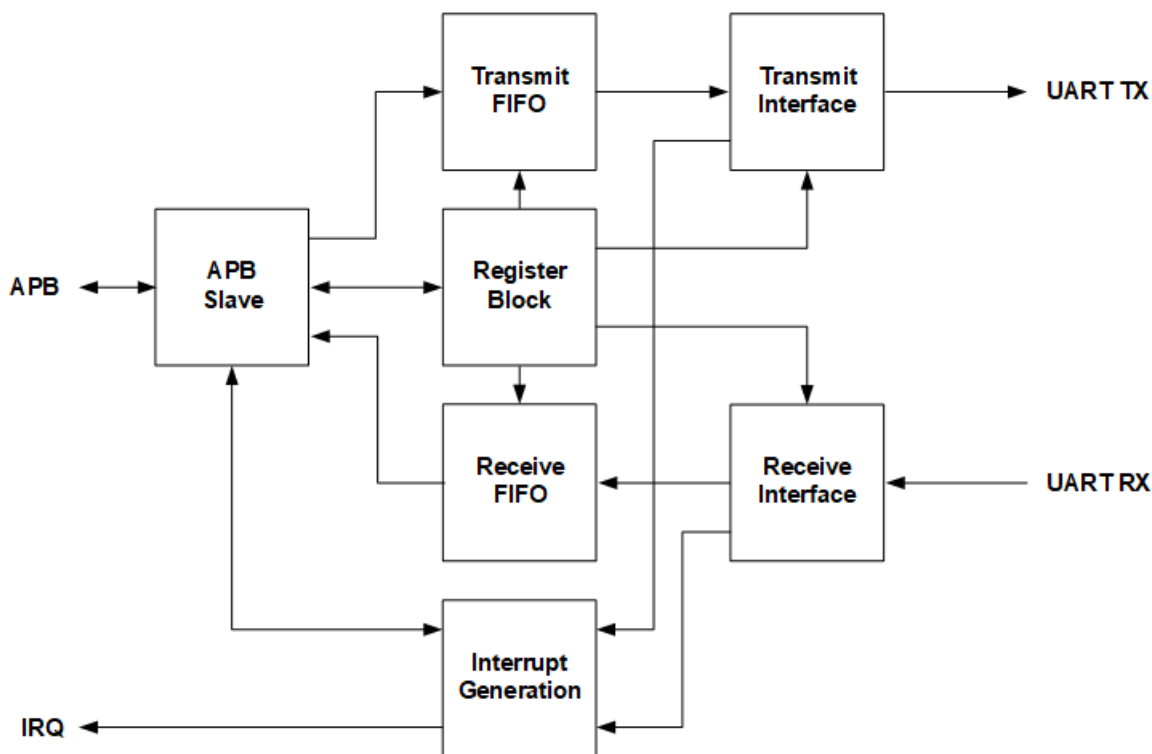 Transmit
FIFO
Transmit
Interface
UART TX
APB
APB
Slave
Register
Block
Receive
FIFO
Receive
Interface
UART RX
Interrupt
Generation
IRQ